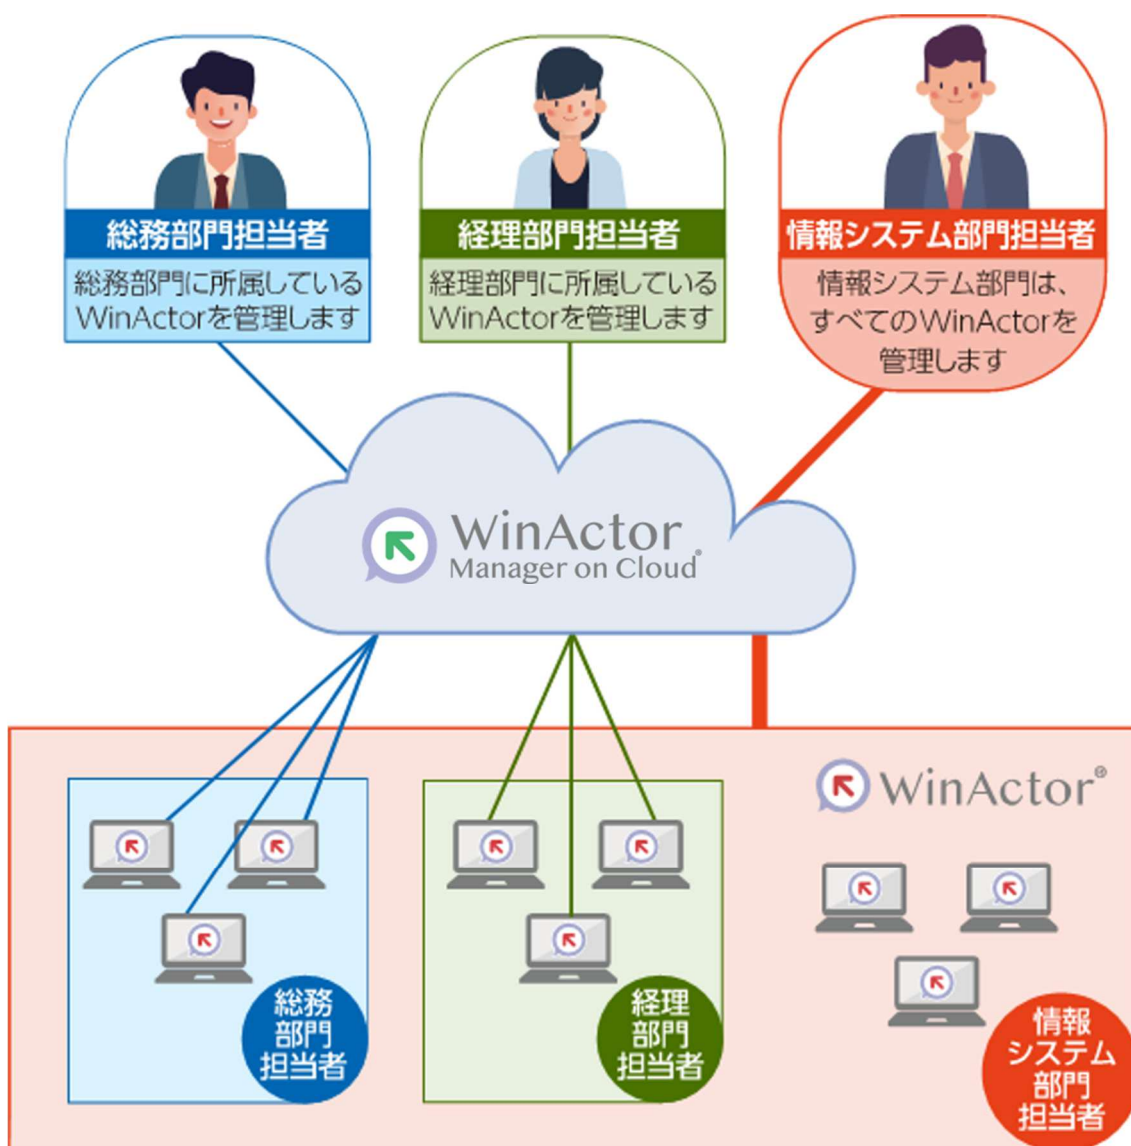 総務部門担当者
総務部門に所属している
WinActorを管理します
経理部門担当者
経理部門に所属している
WinActorを管理します
情報システム部門担当者
情報システム部門は、
すべてのWinActorを
管理します
WinActor
Manager on Cloud®
WinActor®
総務
部門
担当者
経理
部門
担当者
情報
システム
部門
担当者